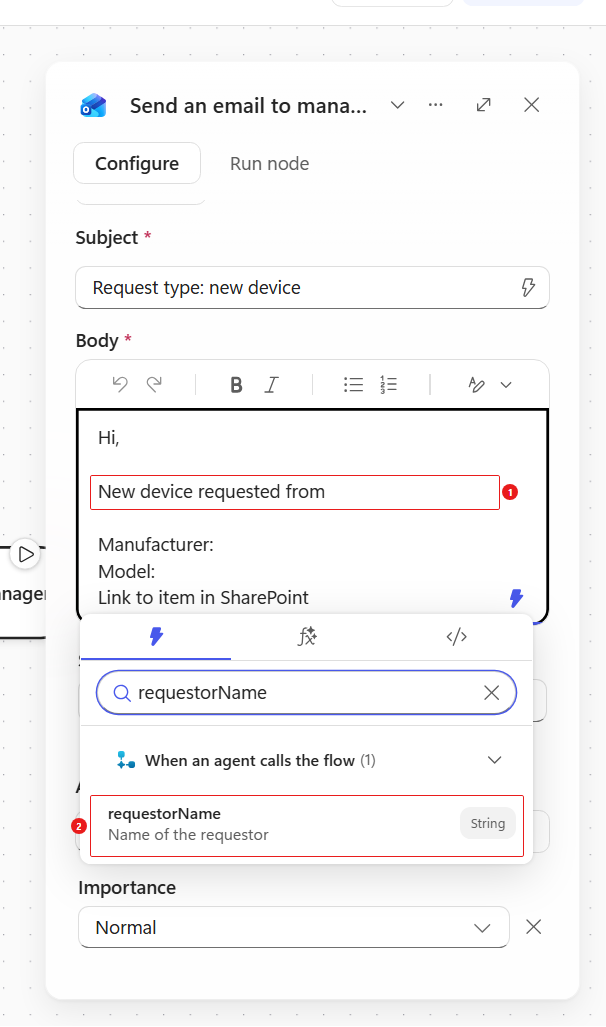 Send an email to mana...
Configure
Run node
Subject *
Request type: new device
Body *
B I
Hi,
New device requested from
1
Manufacturer:
Model:
Link to item in SharePoint
fx
</>
requestorName
When an agent calls the flow (1)
requestorName
Name of the requestor
String
2
Importance
Normal